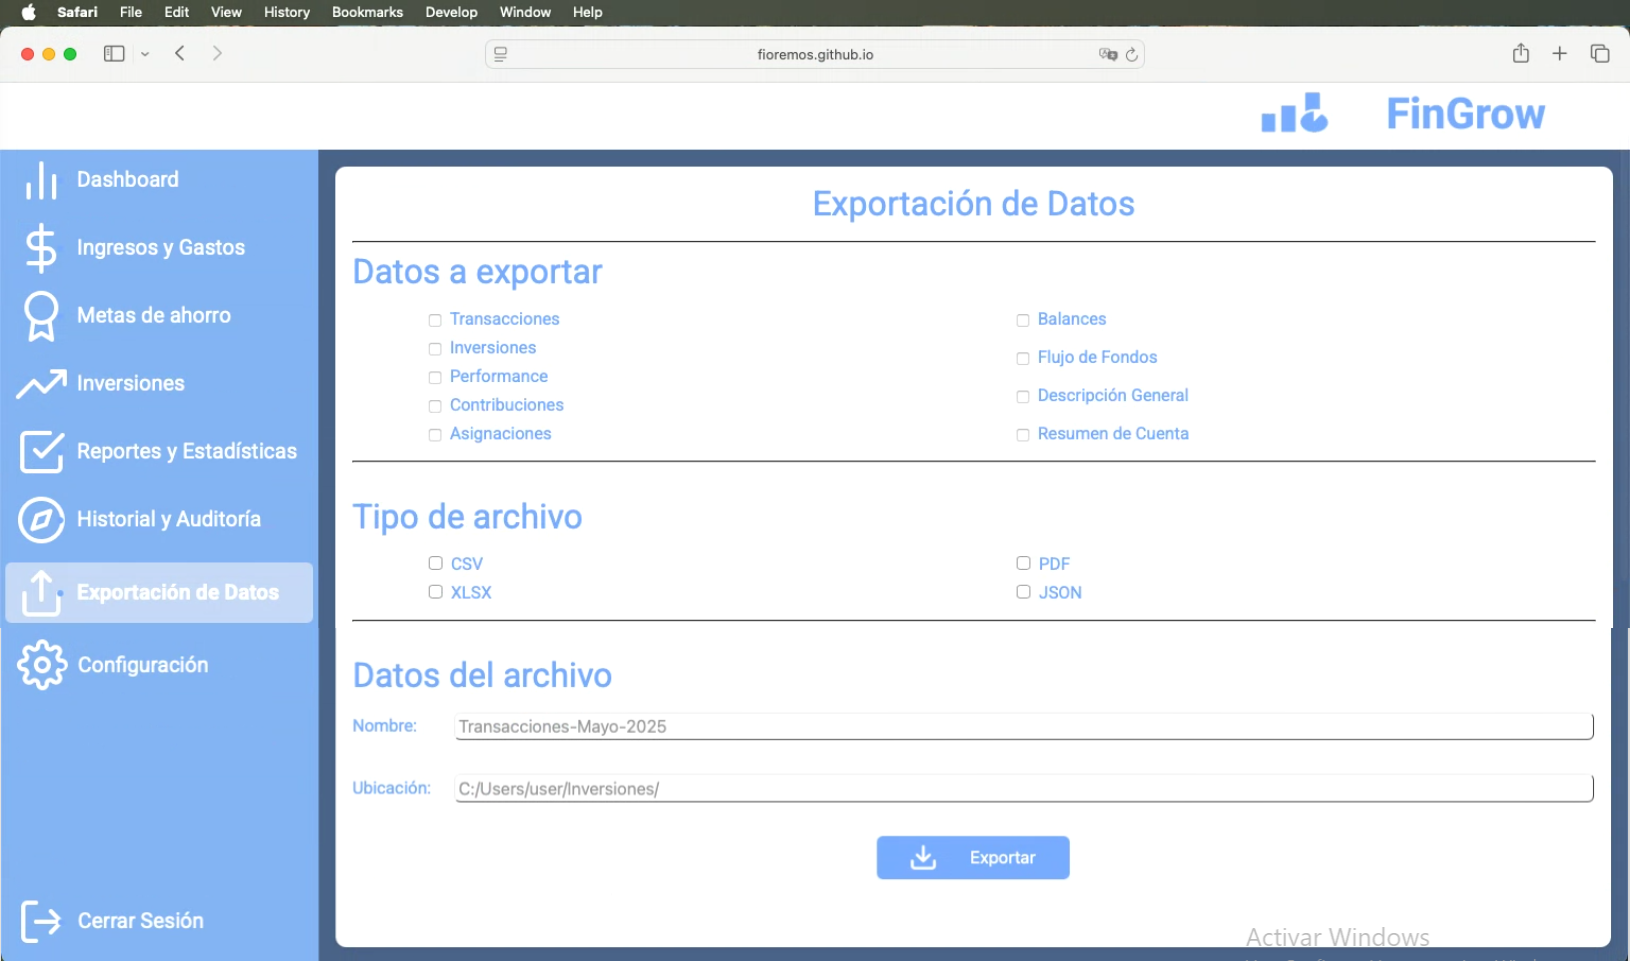 Safari File Edit View History Bookmarks Develop Window Help
fioremos.github.io
FinGrow
Dashboard
Ingresos y Gastos
Metas de ahorro
Inversiones
Reportes y Estadísticas
Historial y Auditoría
Exportación de Datos
Configuración
Cerrar Sesión
Exportación de Datos
Datos a exportar
Transacciones
Inversiones
Performance
Contribuciones
Asignaciones
Balances
Flujo de Fondos
Descripción General
Resumen de Cuenta
Tipo de archivo
CSV
XLSX
PDF
JSON
Datos del archivo
Nombre: Transacciones-Mayo-2025
Ubicación: C:/Users/user/Inversiones/
Exportar
Activar Windows